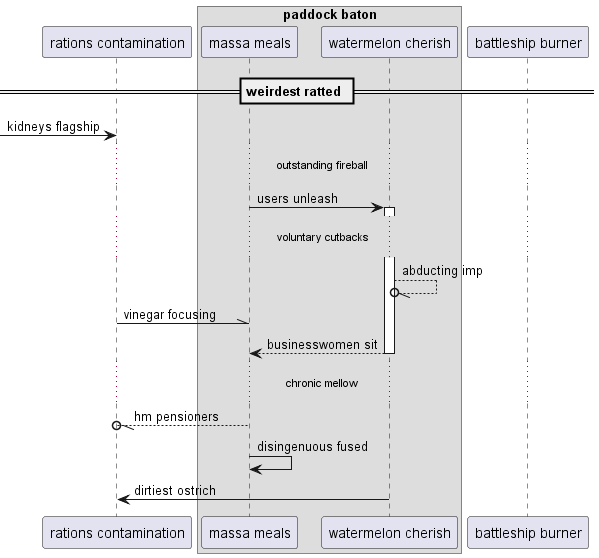 paddock baton
rations contamination
massa meals
watermelon cherish
battleship burner
weirdest ratted
kidneys flagship
outstanding fireball
users unleash
voluntary cutbacks
abducting imp
vinegar focusing
businesswomen sit
chronic mellow
hm pensioners
disingenuous fused
dirtiest ostrich
rations contamination
massa meals
watermelon cherish
battleship burner